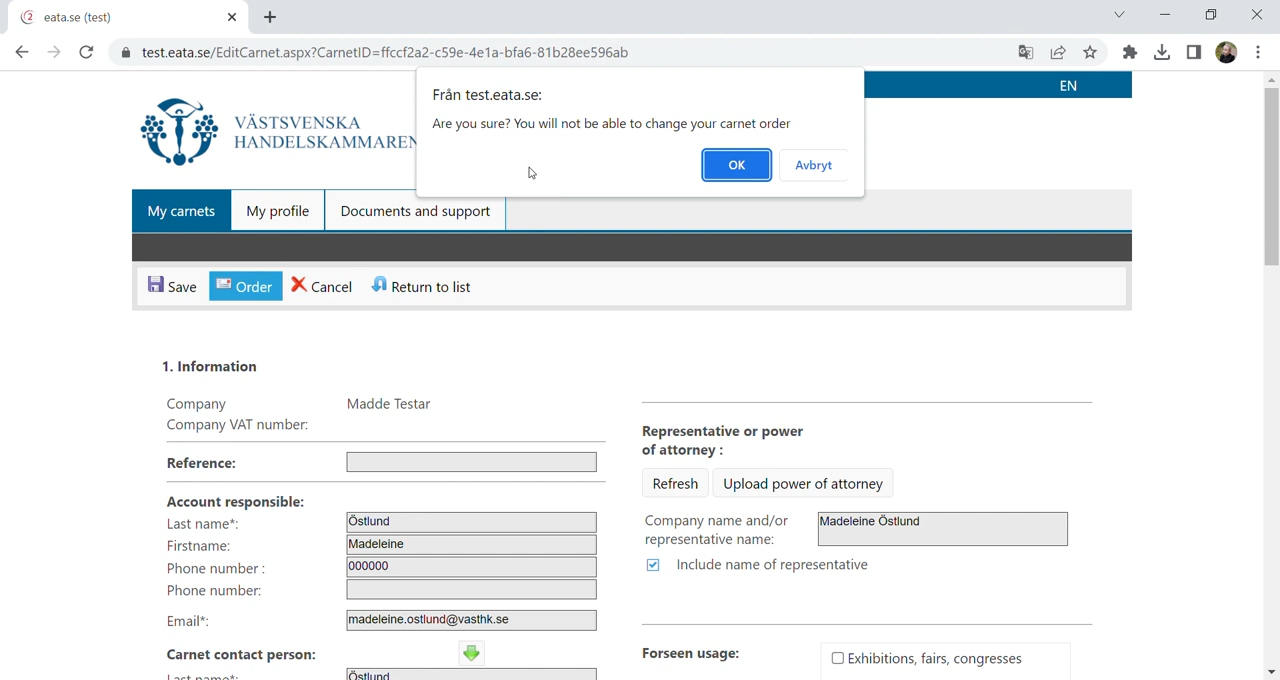 eata.se (test)
test.eata.se/EditCarnet.aspx?CarnetID=ffccf2a2-c59e-4e1a-bfa6-81b28ee596ab
EN
VÄSTSVENSKA
HANDELSKAMMAREN
Från test.eata.se:
Are you sure? You will not be able to change your carnet order
OK Avbryt
My carnets My profile Documents and support
Save Order Cancel Return to list
1. Information
Company Madde Testar
Company VAT number:
Reference:
Account responsible:
Last name*: Östlund
Firstname: Madeleine
Phone number : 000000
Phone number:
Email*: madeleine.ostlund@vasthk.se
Carnet contact person:
Last name*: Östlund
Representative or power
of attorney :
Refresh Upload power of attorney
Company name and/or
representative name: Madeleine Östlund
Include name of representative
Forseen usage: Exhibitions, fairs, congresses